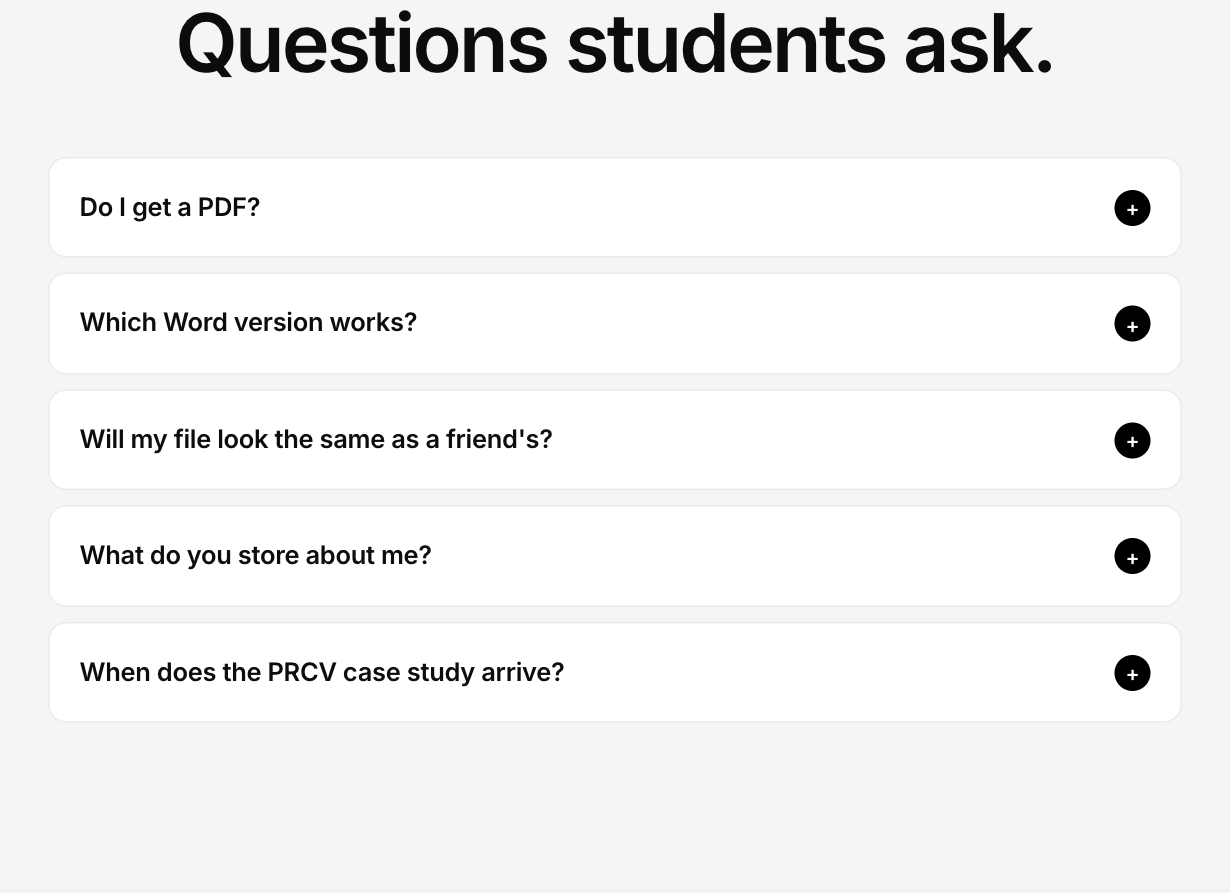 Questions students ask.
Do I get a PDF?
+
Which Word version works?
+
Will my file look the same as a friend's?
+
What do you store about me?
+
When does the PRCV case study arrive?
+